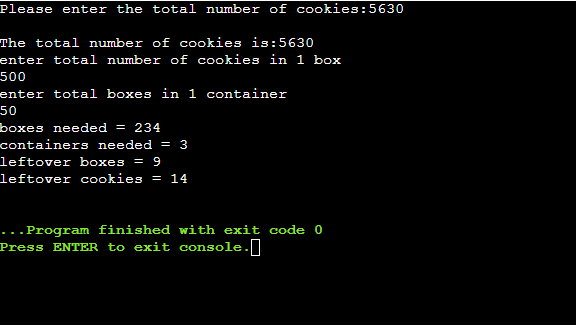 Please enter the total number of cookies:5630
The total number of cookies is:5630
enter total number of cookies in 1 box
500
enter total boxes in 1 container
50
boxes needed = 234
containers needed = 3
leftover boxes = 9
leftover cookies = 14
...Program finished with exit code 0
Press ENTER to exit console.